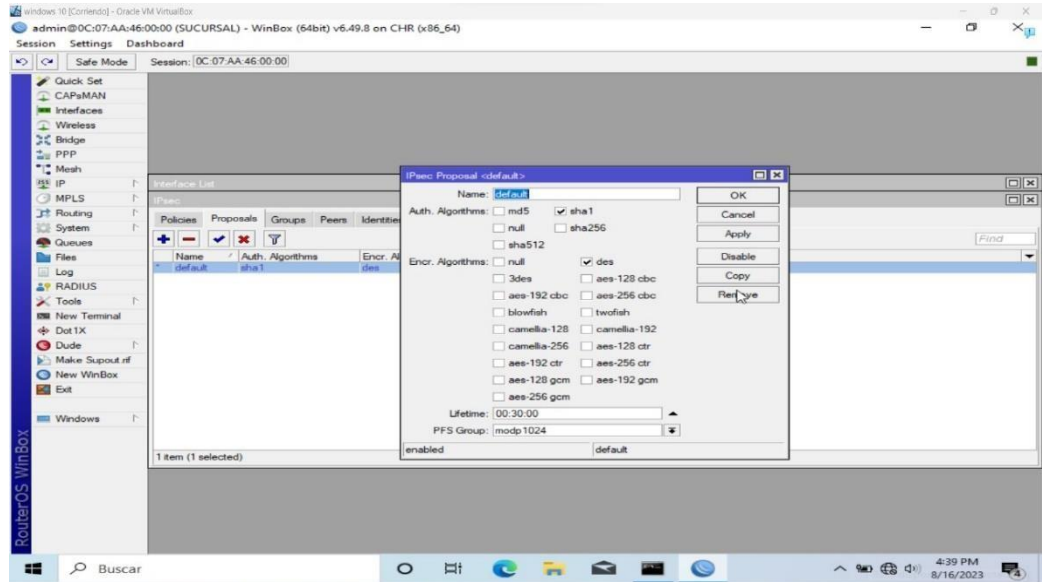 windows 10 [Corriendo] - Oracle VM VirtualBox
admin@0C:07:AA:46:00:00 (SUCURSAL) - WinBox (64bit) v6.49.8 on CHR (x86_64)
Session Settings Dashboard
Safe Mode Session: 0C:07:AA:46:00:00
Quick Set
CAPsMAN
Interfaces
Wireless
Bridge
PPP
Mesh
IP
MPLS
Routing
System
Queues
Files
Log
RADIUS
Tools
New Terminal
Dot1X
Dude
Make Supout.rif
New WinBox
Exit
Windows
RouterOS WinBox
Interface List
IPsec
Policies Proposals Groups Peers Identities
Find
Name Auth. Algorithms Encr. Al
* default sha1 des
1 item (1 selected)
IPsec Proposal <default>
Name: default
Auth. Algorithms: md5 sha1
null sha256
sha512
Encr. Algorithms: null des
3des aes-128 cbc
aes-192 cbc aes-256 cbc
blowfish twofish
camellia-128 camellia-192
camellia-256 aes-128 ctr
aes-192 ctr aes-256 ctr
aes-128 gcm aes-192 gcm
aes-256 gcm
Lifetime: 00:30:00
PFS Group: modp1024
enabled default
OK
Cancel
Apply
Disable
Copy
Remove
Buscar
4:39 PM
8/16/2023